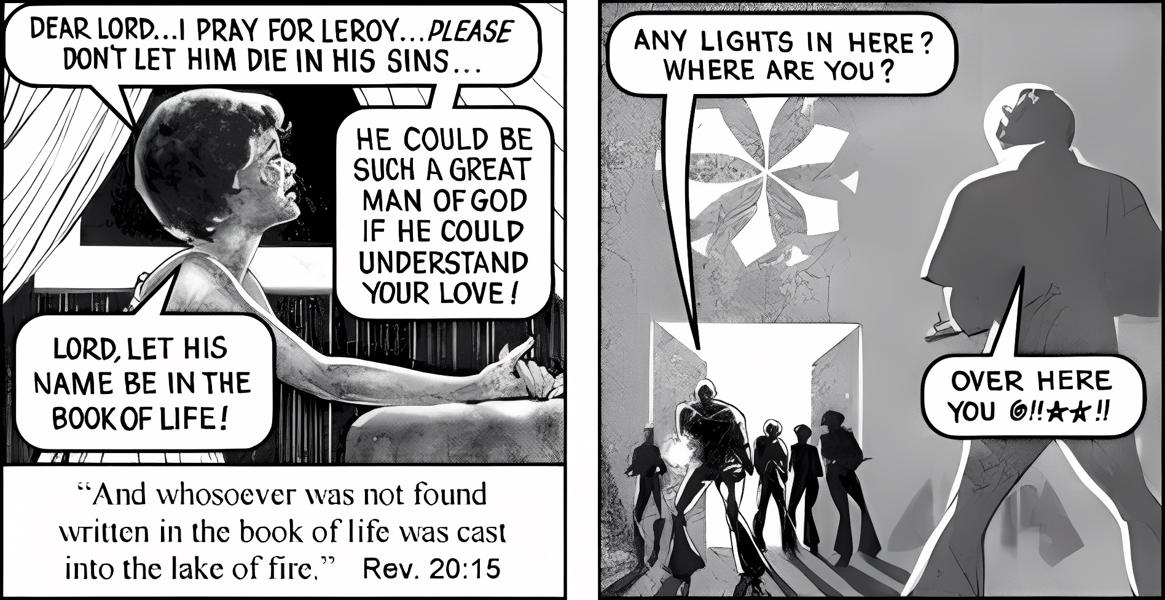 DEAR LORD...I PRAY FOR LEROY...PLEASE
DON'T LET HIM DIE IN HIS SINS...
HE COULD BE
SUCH A GREAT
MAN OF GOD
IF HE COULD
UNDERSTAND
YOUR LOVE!
LORD, LET HIS
NAME BE IN THE
BOOK OF LIFE!
“And whosoever was not found
written in the book of life was cast
into the lake of fire.” Rev. 20:15
ANY LIGHTS IN HERE?
WHERE ARE YOU?
OVER HERE
YOU @!!★★!!